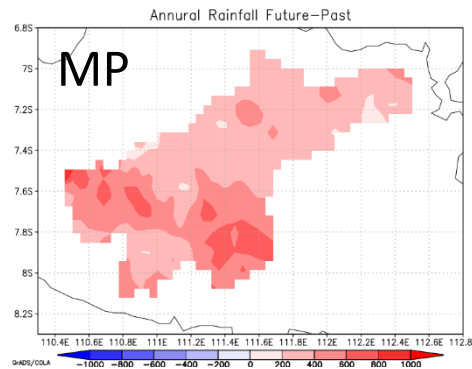 Annural Rainfall Future-Past
6.8S
MP
7S
7.2S
7.4S
7.6S
7.8S
8S
8.2S
110.4E 110.6E 110.8E 111E 111.2E 111.4E 111.6E 111.8E 112E 112.2E 112.4E 112.6E 112.8
GrADS/COLA
-1000 -800 -600 -400 -200 0 200 400 600 800 1000